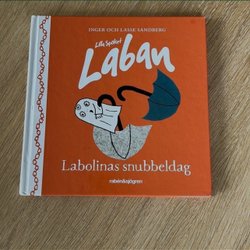 INGER OCH LASSE SANDBERG
Lilla Spöket
Laban
Labolinas snubbeldag
rabén&sjögren